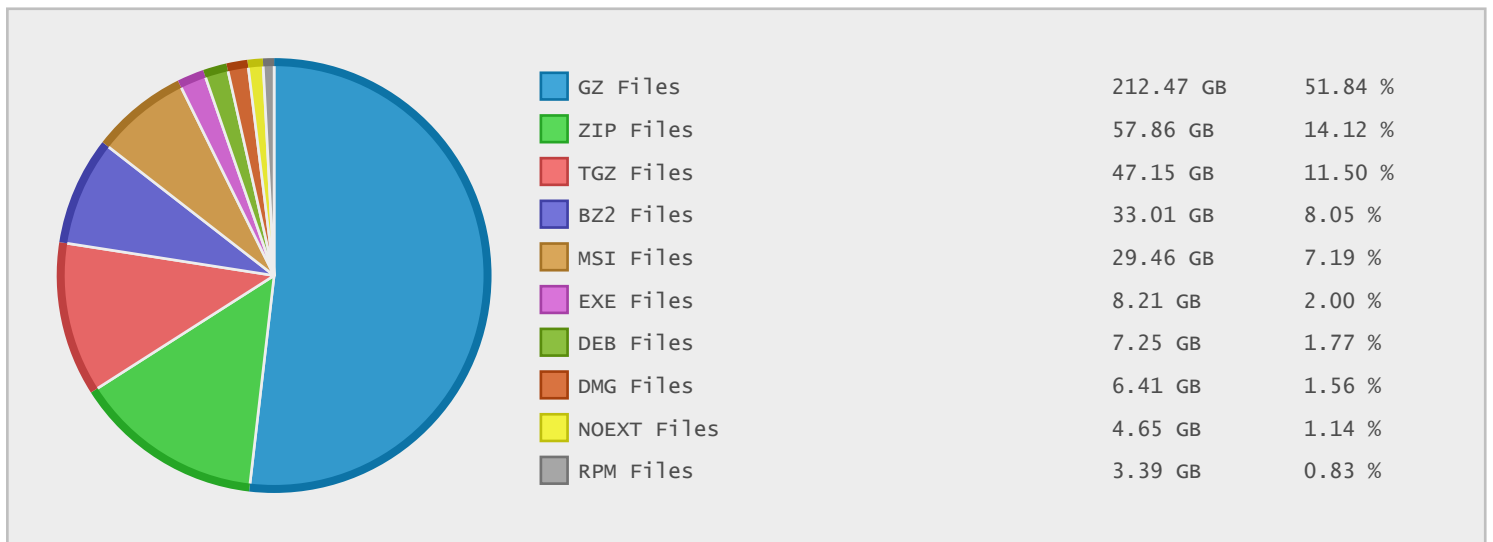 GZ Files 212.47 GB 51.84 %
ZIP Files 57.86 GB 14.12 %
TGZ Files 47.15 GB 11.50 %
BZ2 Files 33.01 GB 8.05 %
MSI Files 29.46 GB 7.19 %
EXE Files 8.21 GB 2.00 %
DEB Files 7.25 GB 1.77 %
DMG Files 6.41 GB 1.56 %
NOEXT Files 4.65 GB 1.14 %
RPM Files 3.39 GB 0.83 %